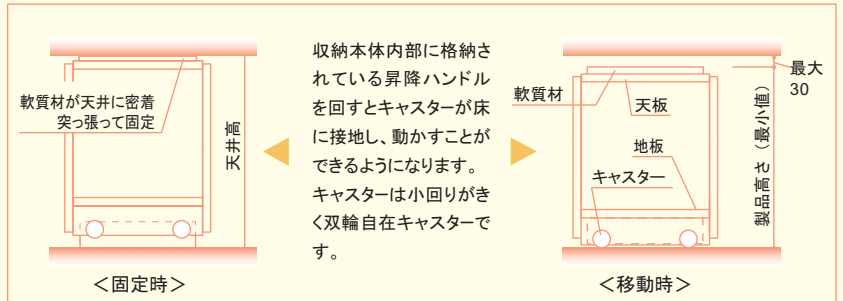 軟質材が天井に密着
突っ張って固定
天井高
＜固定時＞
収納本体内部に格納さ
れている昇降ハンドル
を回すとキャスターが床
に接地し、動かすことが
できるようになります。
キャスターは小回りがき
く双輪自在キャスターで
す。
軟質材
天板
地板
キャスター
最大
30
製品高さ（最小値）
＜移動時＞